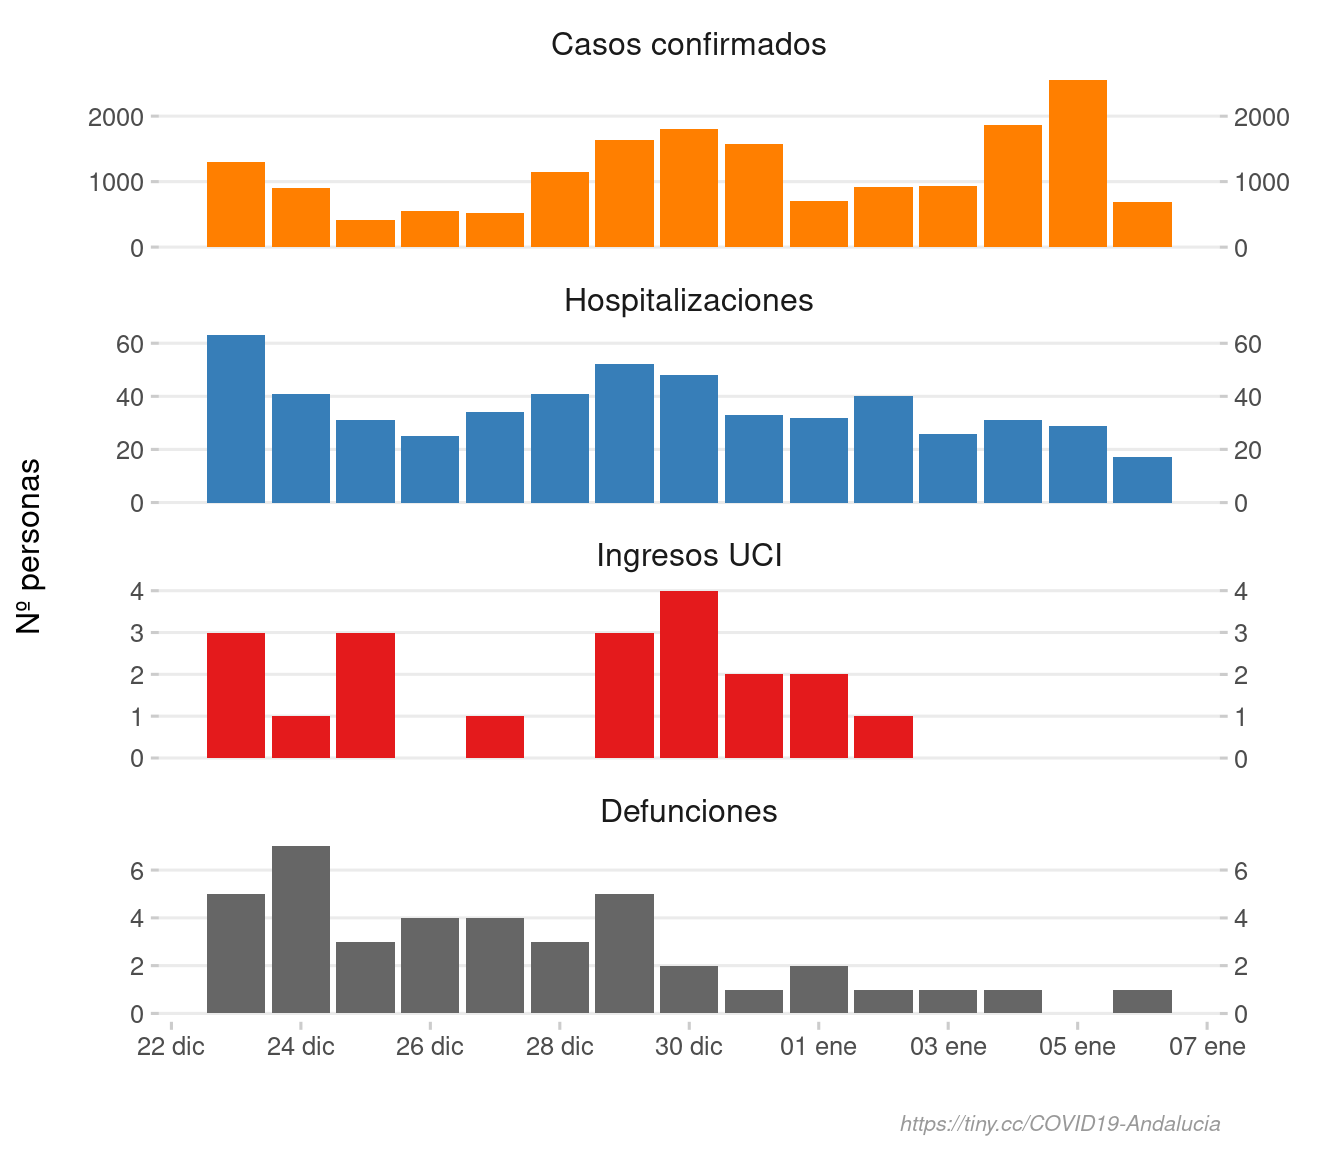 Casos confirmados
2000 2000
1000 1000
0 0
Hospitalizaciones
60 60
40 40
20 20
0 0
Nº personas
Ingresos UCI
4 4
3 3
2 2
1 1
0 0
Defunciones
6 6
4 4
2 2
0 0
22 dic 24 dic 26 dic 28 dic 30 dic 01 ene 03 ene 05 ene 07 ene
https://tiny.cc/COVID19-Andalucia